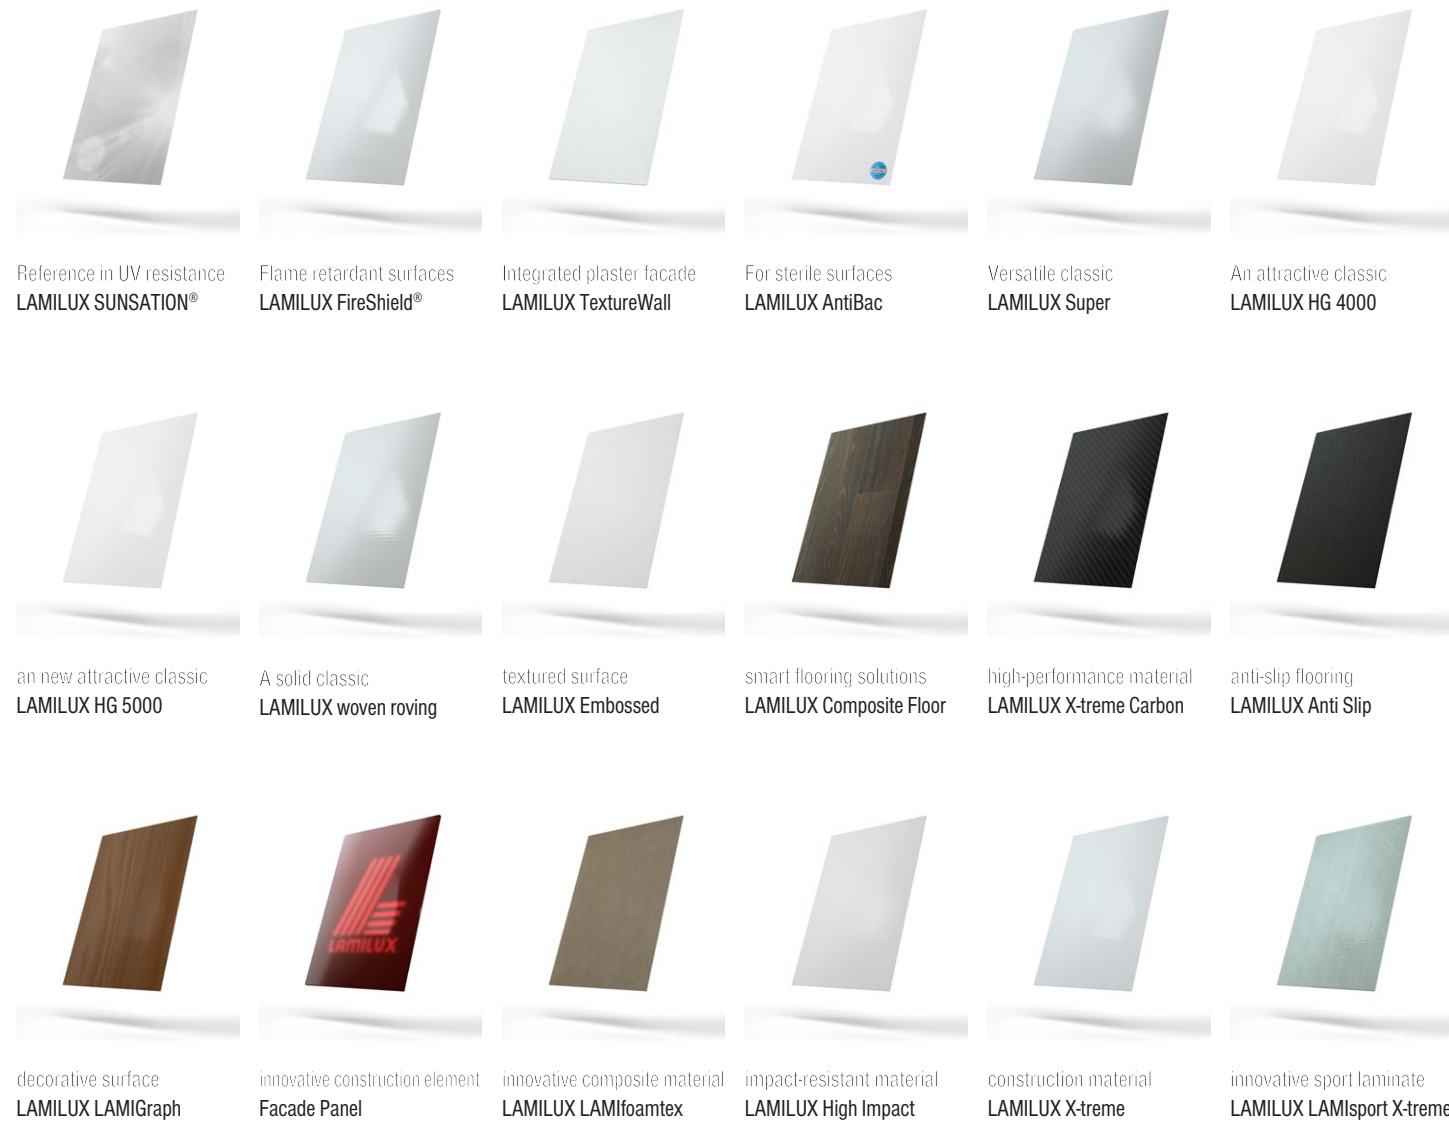 Reference in UV resistance
LAMILUX SUNSATION®
Flame retardant surfaces
LAMILUX FireShield®
Integrated plaster facade
LAMILUX TextureWall
For sterile surfaces
LAMILUX AntiBac
Versatile classic
LAMILUX Super
An attractive classic
LAMILUX HG 4000
an new attractive classic
LAMILUX HG 5000
A solid classic
LAMILUX woven roving
textured surface
LAMILUX Embossed
smart flooring solutions
LAMILUX Composite Floor
high-performance material
LAMILUX X-treme Carbon
anti-slip flooring
LAMILUX Anti Slip
decorative surface
LAMILUX LAMIGraph
LAMILUX
innovative construction element
Facade Panel
innovative composite material
LAMILUX LAMIfoamtex
impact-resistant material
LAMILUX High Impact
construction material
LAMILUX X-treme
innovative sport laminate
LAMILUX LAMIsport X-treme